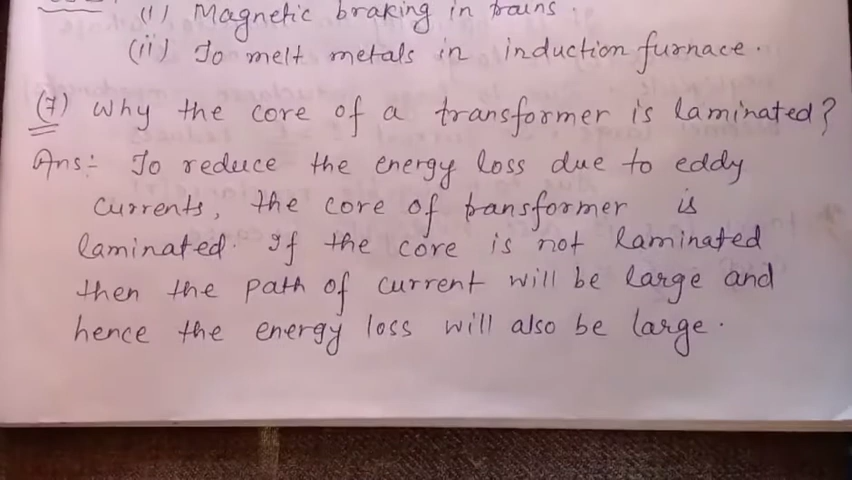 (i) Magnetic braking in trains.
(ii) To melt metals in induction furnace.
(7) Why the core of a transformer is laminated?
Ans:- To reduce the energy loss due to eddy
currents, the core of transformer is
laminated. If the core is not laminated
then the path of current will be large and
hence the energy loss will also be large.